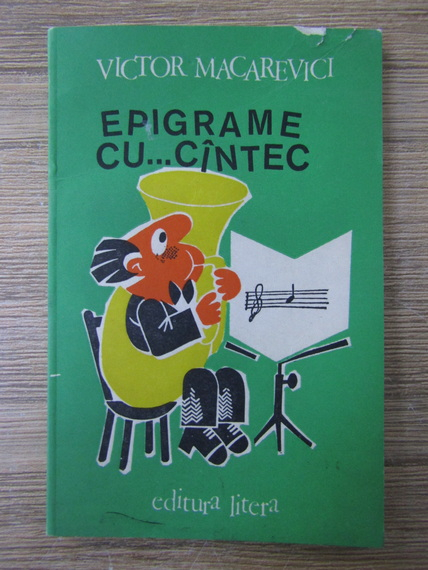 VICTOR MACAREVICI
EPIGRAME
CU...CÎNTEC
editura litera